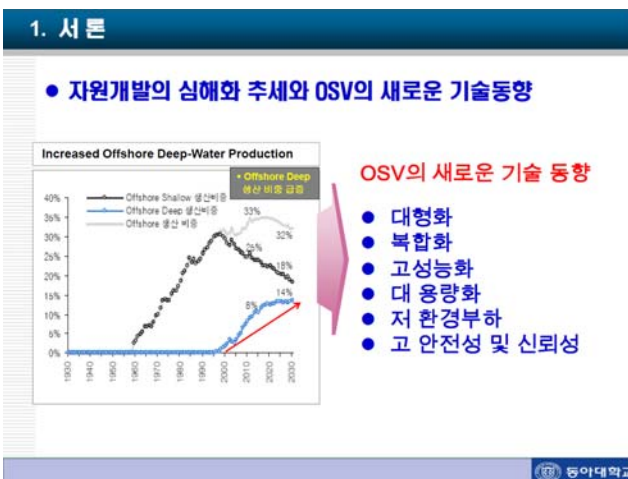 1. 서 론
● 자원개발의 심해화 추세와 OSV의 새로운 기술동향
Increased Offshore Deep-Water Production
• Offshore Deep
생산 비중 급증
Offshore Shallow 생산비중
Offshore Deep 생산비중
Offshore 생산 비중
40%
35%
30%
25%
20%
15%
10%
5%
0%
33%
32%
25%
18%
14%
8%
1930
1940
1950
1960
1970
1980
1990
2000
2010
2020
2030
OSV의 새로운 기술 동향
● 대형화
● 복합화
● 고성능화
● 대 용량화
● 저 환경부하
● 고 안전성 및 신뢰성
동아대학교